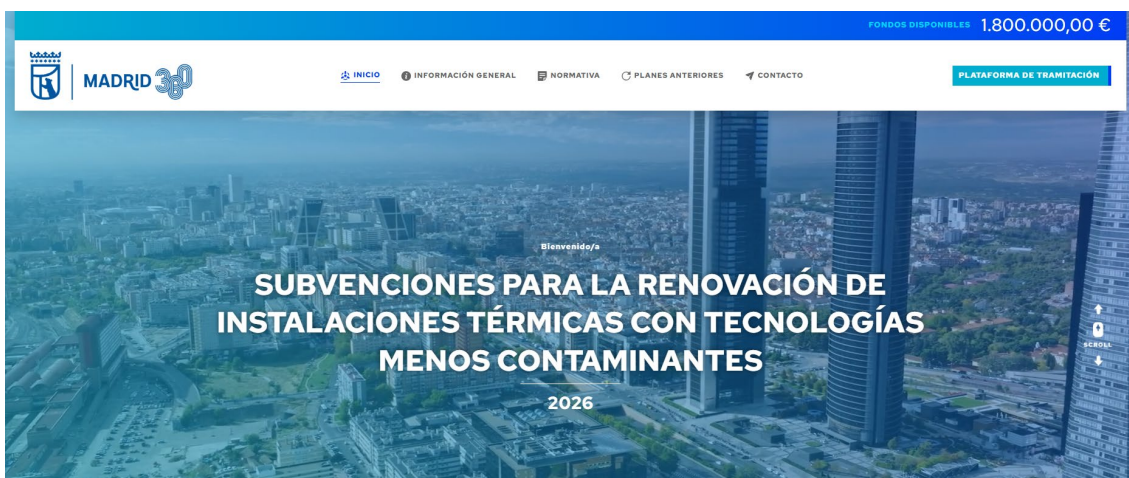 FONDOS DISPONIBLES 1.800.000,00 €
MADRID 360
INICIO INFORMACIÓN GENERAL NORMATIVA PLANES ANTERIORES CONTACTO PLATAFORMA DE TRAMITACIÓN
Bienvenido/a
SUBVENCIONES PARA LA RENOVACIÓN DE
INSTALACIONES TÉRMICAS CON TECNOLOGÍAS
MENOS CONTAMINANTES
2026
SCROLL